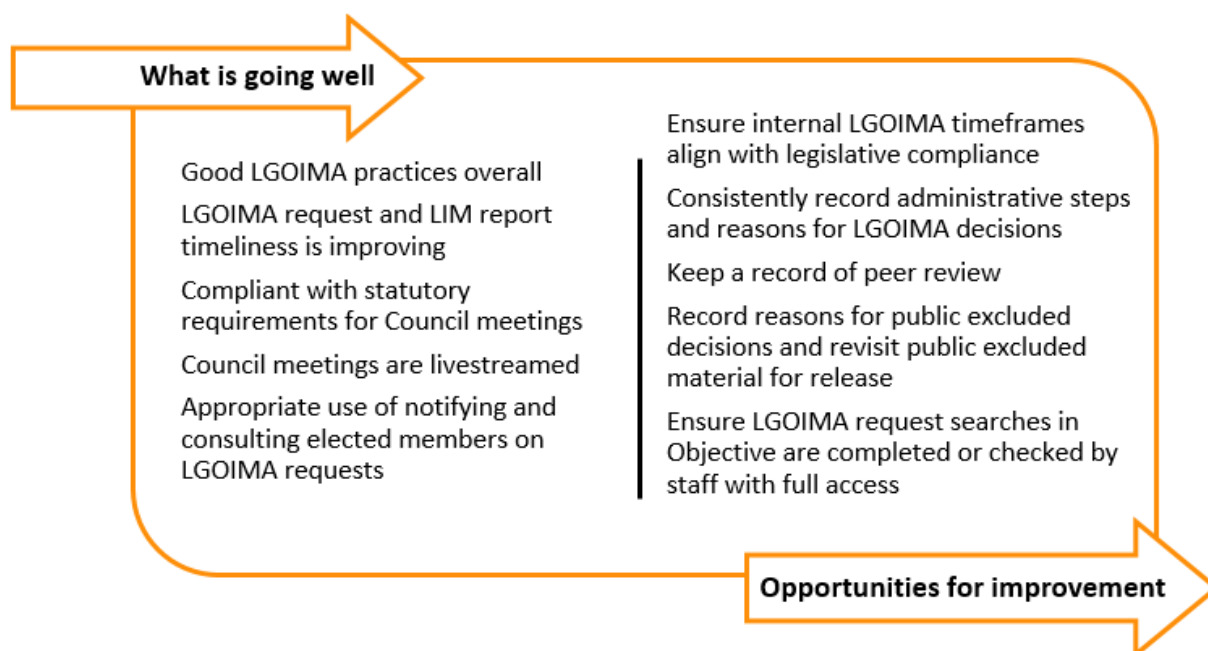 What is going well
Good LGOIMA practices overall
LGOIMA request and LIM report
timeliness is improving
Compliant with statutory
requirements for Council meetings
Council meetings are livestreamed
Appropriate use of notifying and
consulting elected members on
LGOIMA requests
Ensure internal LGOIMA timeframes
align with legislative compliance
Consistently record administrative steps
and reasons for LGOIMA decisions
Keep a record of peer review
Record reasons for public excluded
decisions and revisit public excluded
material for release
Ensure LGOIMA request searches in
Objective are completed or checked by
staff with full access
Opportunities for improvement